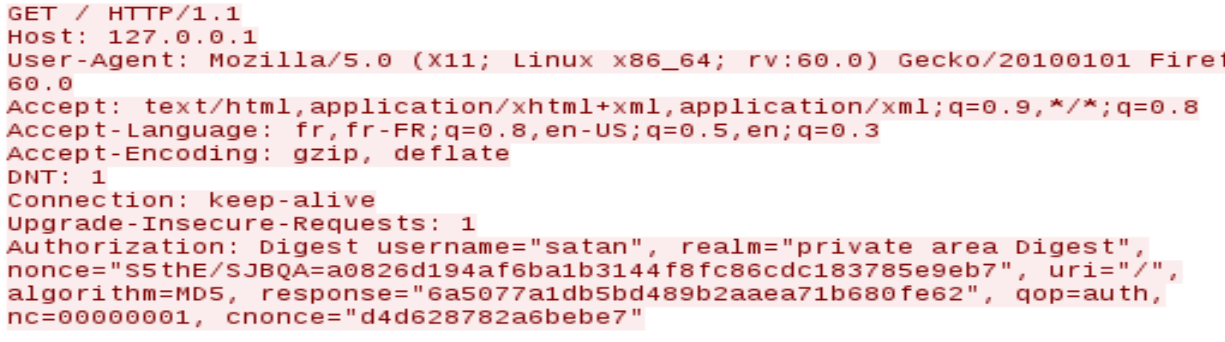 GET / HTTP/1.1
Host: 127.0.0.1
User-Agent: Mozilla/5.0 (X11; Linux x86_64; rv:60.0) Gecko/20100101 Firef
60.0
Accept: text/html,application/xhtml+xml,application/xml;q=0.9,*/*;q=0.8
Accept-Language: fr,fr-FR;q=0.8,en-US;q=0.5,en;q=0.3
Accept-Encoding: gzip, deflate
DNT: 1
Connection: keep-alive
Upgrade-Insecure-Requests: 1
Authorization: Digest username="satan", realm="private area Digest",
nonce="S5thE/SJBQA=a0826d194af6ba1b3144f8fc86cdc183785e9eb7", uri="/",
algorithm=MD5, response="6a5077a1db5bd489b2aaea71b680fe62", qop=auth,
nc=00000001, cnonce="d4d628782a6bebe7"